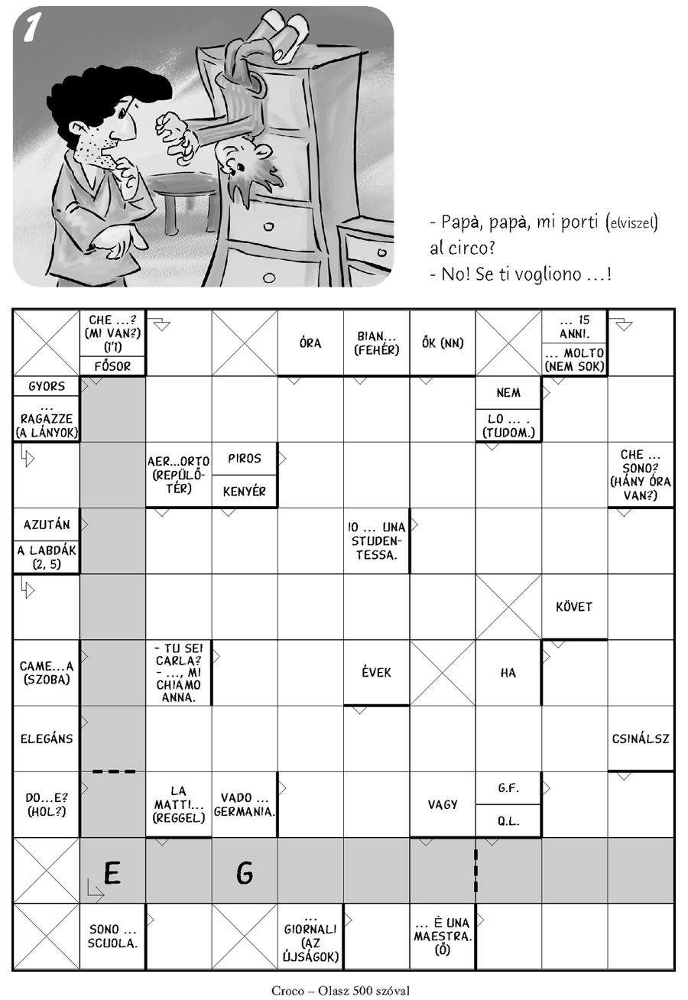 1
- Papà, papà, mi porti (elviszel)
al circo?
- No! Se ti vogliono ...!
CHE ...?
(MI VAN?)
(1'1)
FŐSOR
ÓRA
BIAN...
(FEHÉR)
ŐK (NN)
... 15
ANNI.
... MOLTO
(NEM SOK)
GYORS
...
RAGAZZE
(A LÁNYOK)
NEM
LO ... .
(TUDOM.)
AER...ORTO
(REPÜLŐ-
TÉR)
PIROS
KENYÉR
CHE ...
SONO?
(HÁNY ÓRA
VAN?)
AZUTÁN
A LABDÁK
(2, 5)
IO ... UNA
STUDEN-
TESSA.
KÖVET
CAME...A
(SZOBA)
- TU SEI
CARLA?
- ..., MI
CHIAMO
ANNA.
ÉVEK
HA
ELEGÁNS
CSINÁLSZ
DO...E?
(HOL?)
LA
MATTI...
(REGGEL)
VADO ...
GERMANIA.
VAGY
G.F.
Q.L.
E
G
SONO ...
SCUOLA.
...
GIORNALI
(AZ
ÚJSÁGOK)
... È UNA
MAESTRA.
(Ő)
Croco – Olasz 500 szóval